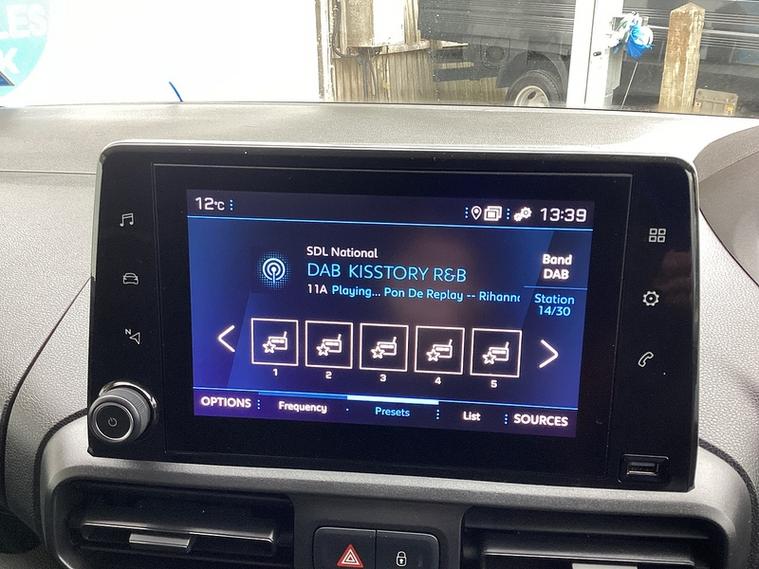 LES
K
12°C
13:39
SDL National
DAB KISSTORY R&B
11A Playing... Pon De Replay -- Rihann
Band
DAB
Station
14/30
1 2 3 4 5
OPTIONS Frequency Presets List SOURCES
N